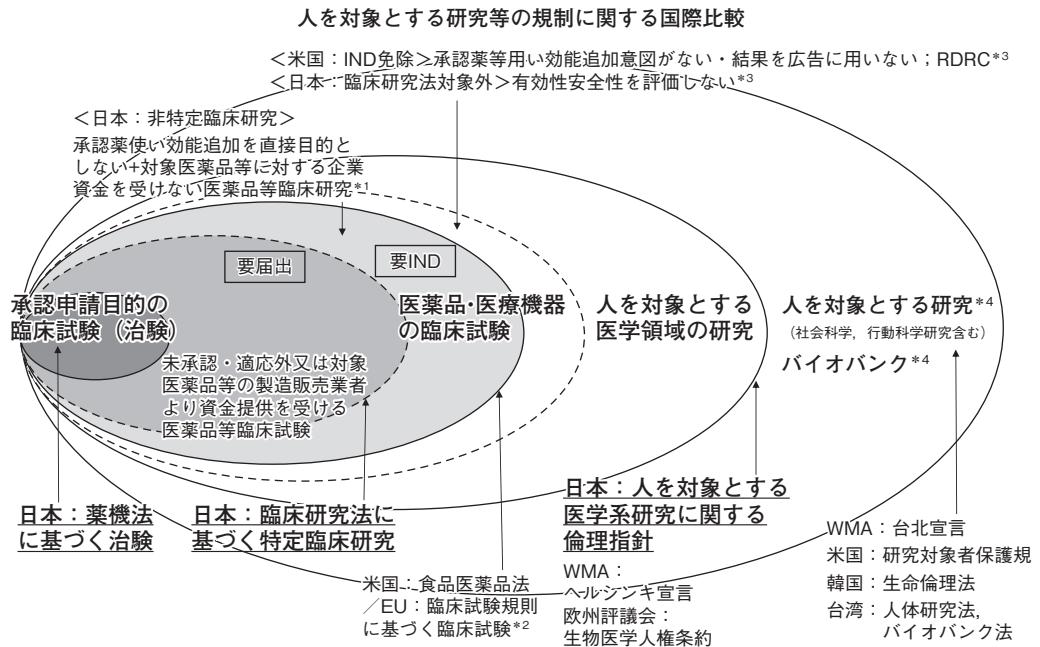 人を対象とする研究等の規制に関する国際比較
<米国：IND免除>承認薬等用い効能追加意図がない・結果を広告に用いない；RDRC*3
<日本：臨床研究法対象外>有効性安全性を評価しない*3
<日本：非特定臨床研究>
承認薬使い効能追加を直接目的と
しない+対象医薬品等に対する企業
資金を受けない医薬品等臨床研究*1
要届出
要IND
承認申請目的の
臨床試験（治験）
医薬品・医療機器
の臨床試験
人を対象とする
医学領域の研究
人を対象とする研究*4
（社会科学，行動科学研究含む）
バイオバンク*4
未承認・適応外又は対象
医薬品等の製造販売業者
より資金提供を受ける
医薬品等臨床試験
日本：薬機法
に基づく治験
日本：臨床研究法に
基づく特定臨床研究
日本：人を対象とする
医学系研究に関する
倫理指針
米国：食品医薬品法
／EU：臨床試験規則
に基づく臨床試験*2
WMA：
ヘルシンキ宣言
欧州評議会：
生物医学人権条約
WMA：台北宣言
米国：研究対象者保護規
韓国：生命倫理法
台湾：人体研究法，
バイオバンク法